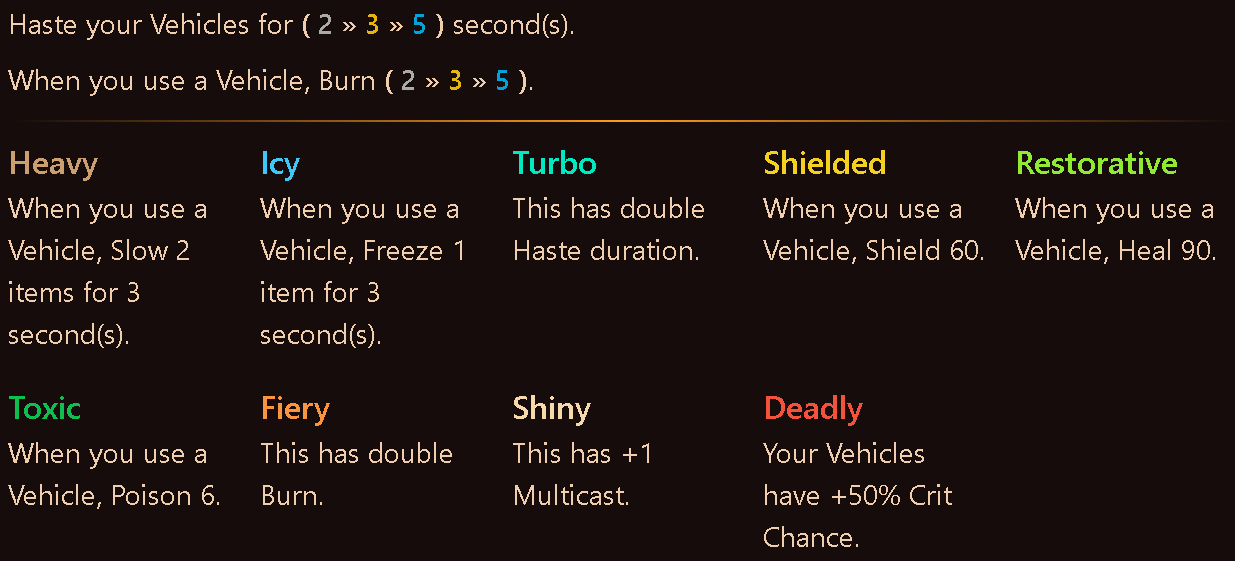 Haste your Vehicles for ( 2 » 3 » 5 ) second(s).
When you use a Vehicle, Burn ( 2 » 3 » 5 ).
Heavy
When you use a
Vehicle, Slow 2
items for 3
second(s).
Icy
When you use a
Vehicle, Freeze 1
item for 3
second(s).
Turbo
This has double
Haste duration.
Shielded
When you use a
Vehicle, Shield 60.
Restorative
When you use a
Vehicle, Heal 90.
Toxic
When you use a
Vehicle, Poison 6.
Fiery
This has double
Burn.
Shiny
This has +1
Multicast.
Deadly
Your Vehicles
have +50% Crit
Chance.